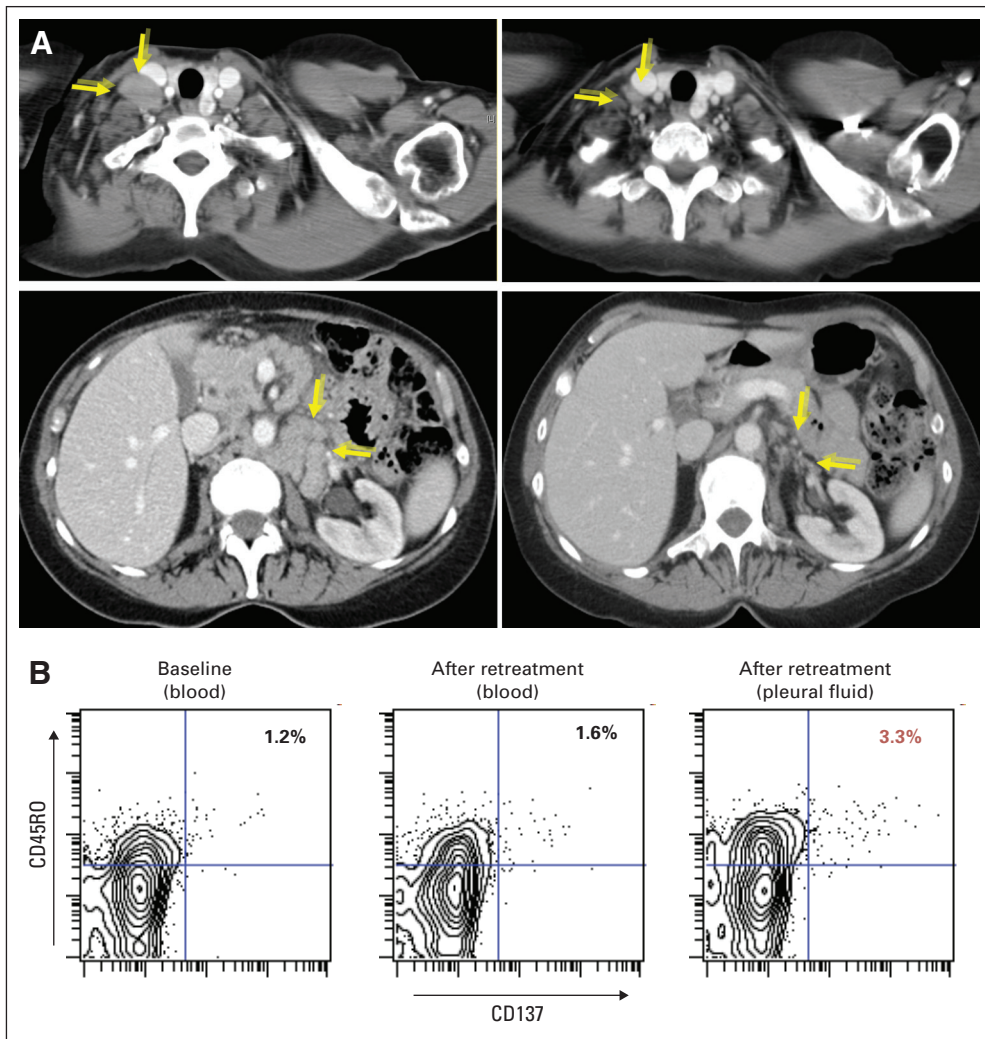 A
B
Baseline
(blood)
After retreatment
(blood)
After retreatment
(pleural fluid)
1.2%
1.6%
3.3%
CD45RO
CD137